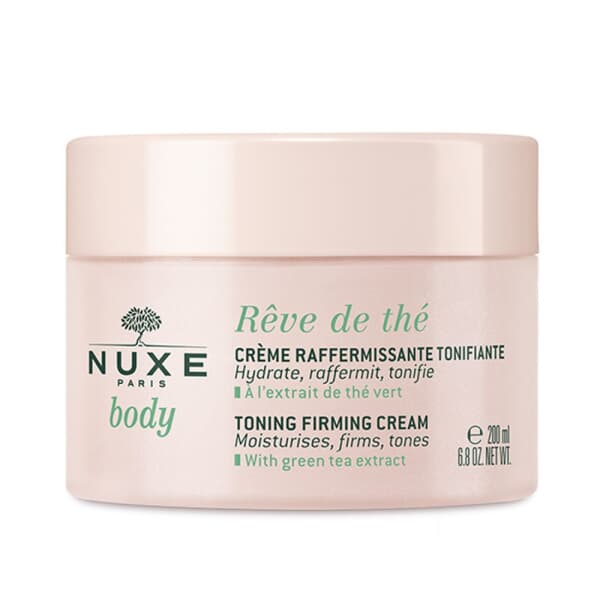 NUXE
PARIS
body
Rêve de thé
CRÈME RAFFERMISSANTE TONIFIANTE
Hydrate, raffermit, tonifie
À l'extrait de thé vert
TONING FIRMING CREAM
Moisturises, firms, tones
With green tea extract
℮ 200 ml
6.8 OZ. NET WT.